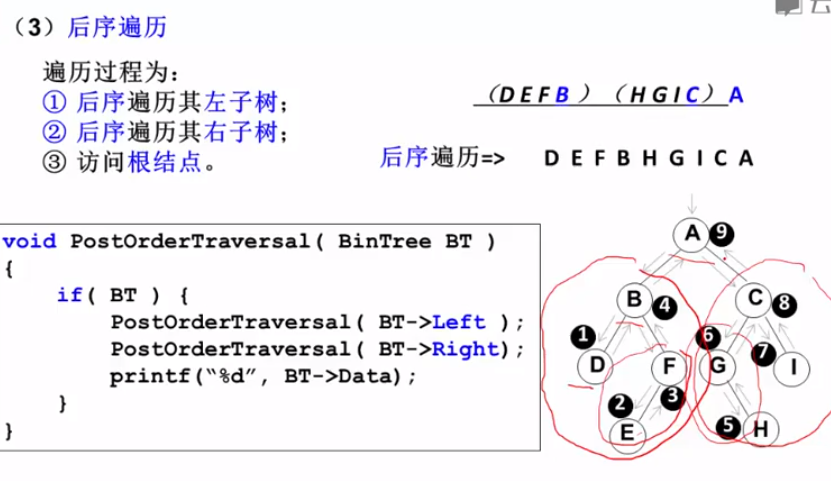 （3）后序遍历
遍历过程为：
① 后序遍历其左子树；
② 后序遍历其右子树；
③ 访问根结点。
（D E F B ）（ H G I C ） A
后序遍历=> D E F B H G I C A
void PostOrderTraversal( BinTree BT )
{
if( BT ) {
PostOrderTraversal( BT->Left );
PostOrderTraversal( BT->Right);
printf(“%d”, BT->Data);
}
}
A 9
B 4 C 8
1 6 7
D F G I
2 3 5
E H